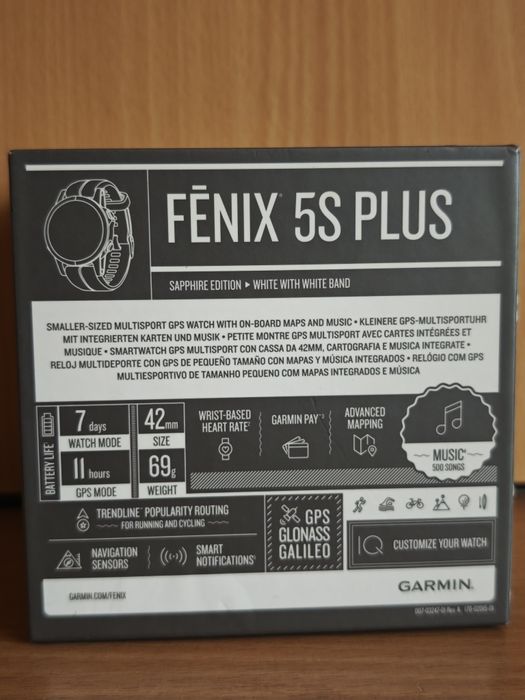 FĒNIX® 5S PLUS
SAPPHIRE EDITION ▶ WHITE WITH WHITE BAND
SMALLER-SIZED MULTISPORT GPS WATCH WITH ON-BOARD MAPS AND MUSIC • KLEINERE GPS-MULTISPORTUHR
MIT INTEGRIERTEN KARTEN UND MUSIK • PETITE MONTRE GPS MULTISPORT AVEC CARTES INTÉGRÉES ET
MUSIQUE • SMARTWATCH GPS MULTISPORT CON CASSA DA 42MM, CARTOGRAFIA E MUSICA INTEGRATE •
RELOJ MULTIDEPORTE CON GPS DE PEQUEÑO TAMAÑO CON MAPAS Y MÚSICA INTEGRADOS • RELÓGIO COM GPS
MULTIESPORTIVO DE TAMANHO PEQUENO COM MAPAS INTEGRADOS E MÚSICA
BATTERY LIFE
7 days
WATCH MODE
11 hours
GPS MODE
42mm
SIZE
69g
WEIGHT
WRIST-BASED
HEART RATE
GARMIN PAY
ADVANCED
MAPPING
MUSIC
500 SONGS
TRENDLINE™ POPULARITY ROUTING
FOR RUNNING AND CYCLING
NAVIGATION
SENSORS
SMART
NOTIFICATIONS
GPS
GLONASS
GALILEO
IQ CUSTOMIZE YOUR WATCH
GARMIN.COM/FENIX
GARMIN